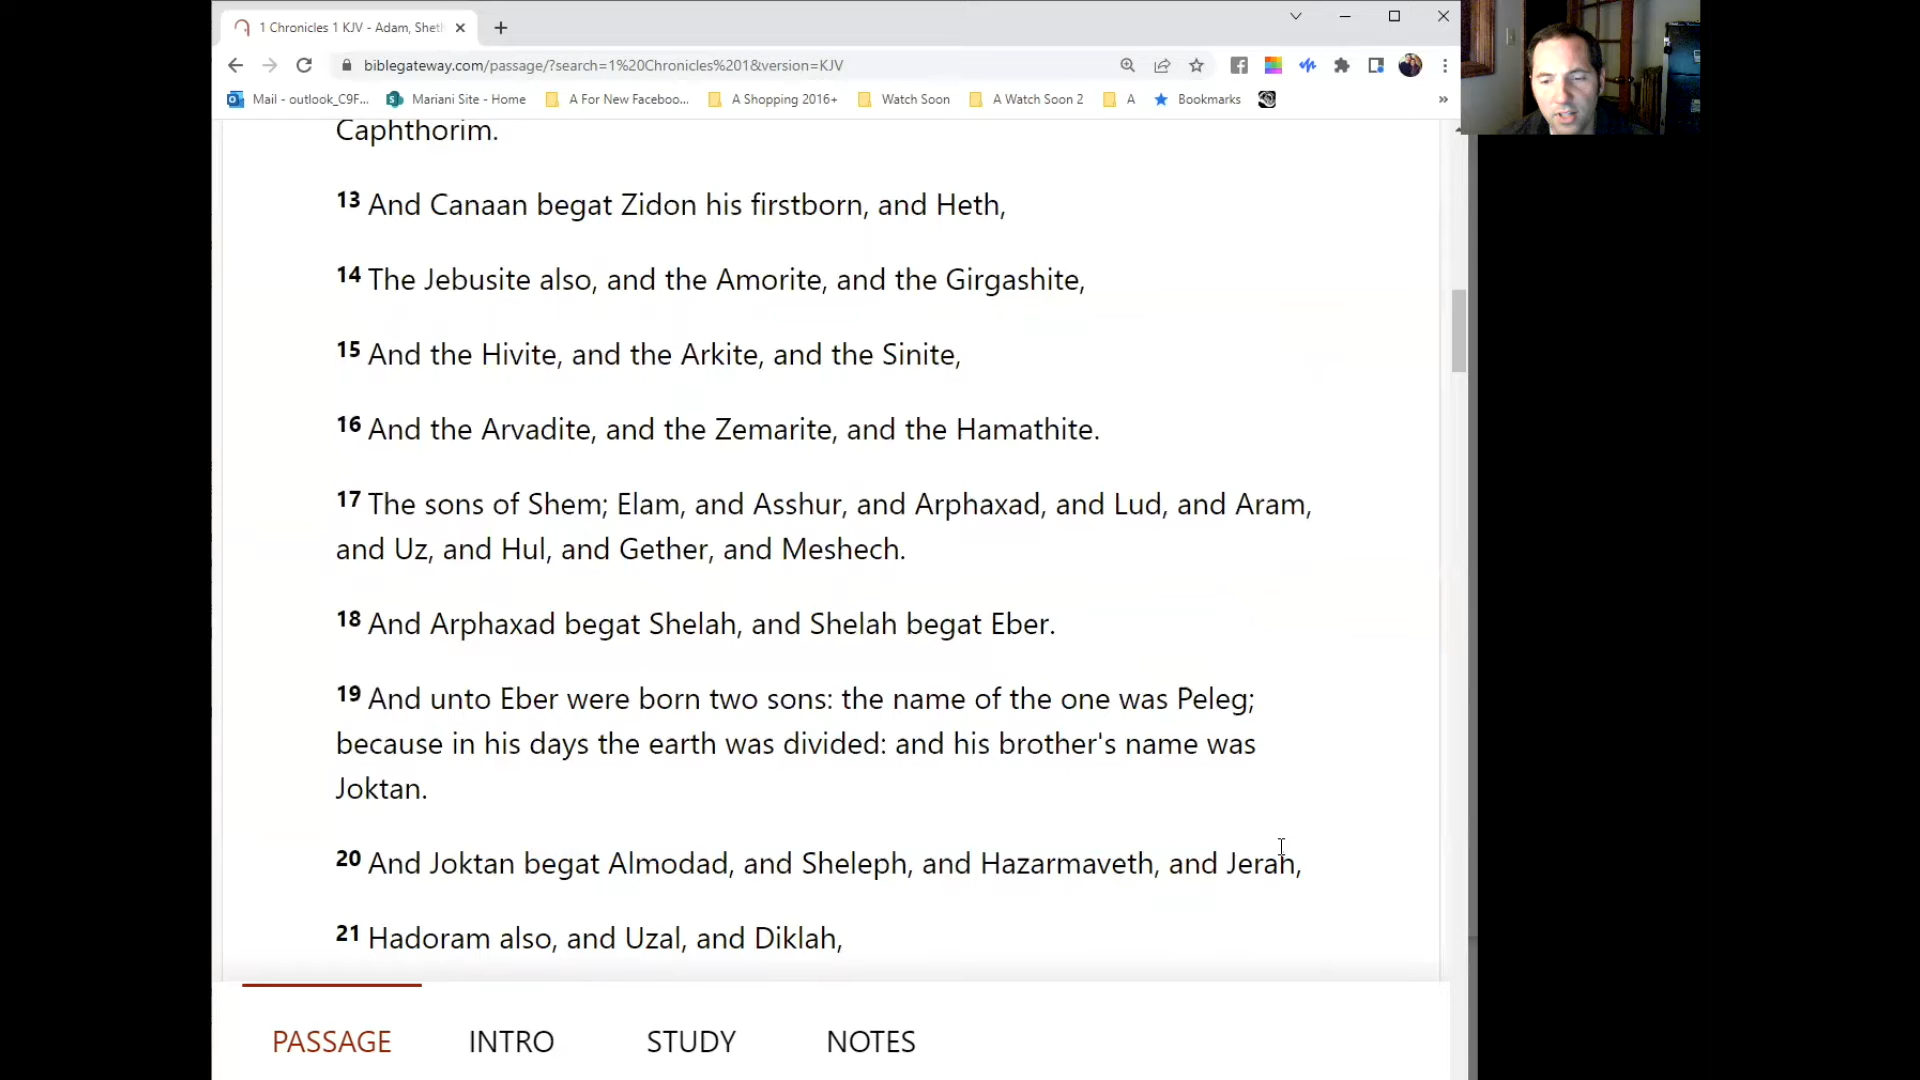 1 Chronicles 1 KJV - Adam, Sheth
biblegateway.com/passage/?search=1%20Chronicles%201&version=KJV
Mail - outlook_C9F... Mariani Site - Home A For New Faceboo... A Shopping 2016+ Watch Soon A Watch Soon 2 A Bookmarks »
Caphthorim.
13 And Canaan begat Zidon his firstborn, and Heth,
14 The Jebusite also, and the Amorite, and the Girgashite,
15 And the Hivite, and the Arkite, and the Sinite,
16 And the Arvadite, and the Zemarite, and the Hamathite.
17 The sons of Shem; Elam, and Asshur, and Arphaxad, and Lud, and Aram,
and Uz, and Hul, and Gether, and Meshech.
18 And Arphaxad begat Shelah, and Shelah begat Eber.
19 And unto Eber were born two sons: the name of the one was Peleg;
because in his days the earth was divided: and his brother's name was
Joktan.
20 And Joktan begat Almodad, and Sheleph, and Hazarmaveth, and Jerah,
21 Hadoram also, and Uzal, and Diklah,
PASSAGE INTRO STUDY NOTES